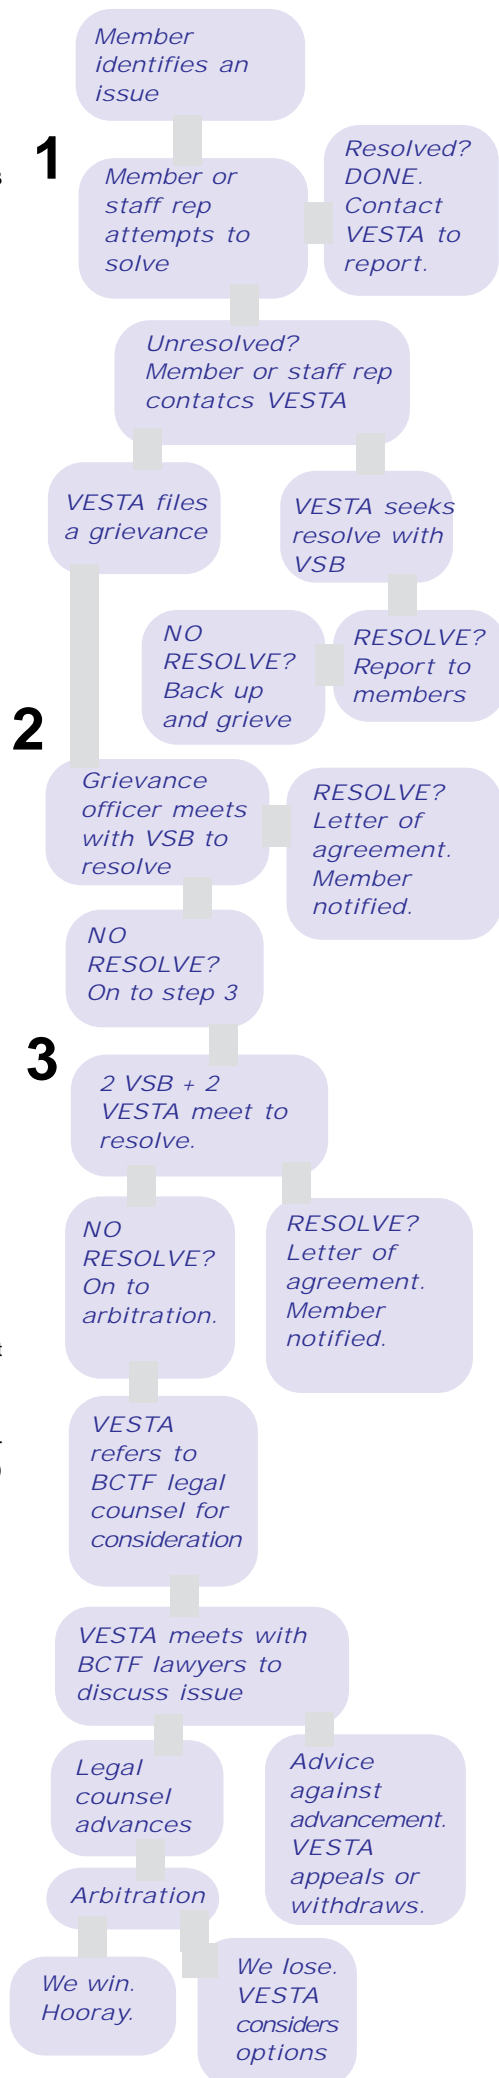 Member
identifies an
issue
1
Member or
staff rep
attempts to
solve
Resolved?
DONE.
Contact
VESTA to
report.
Unresolved?
Member or staff rep
contatcs VESTA
VESTA files
a grievance
VESTA seeks
resolve with
VSB
NO
RESOLVE?
Back up
and grieve
RESOLVE?
Report to
members
2
Grievance
officer meets
with VSB to
resolve
RESOLVE?
Letter of
agreement.
Member
notified.
NO
RESOLVE?
On to step 3
3
2 VSB + 2
VESTA meet to
resolve.
NO
RESOLVE?
On to
arbitration.
RESOLVE?
Letter of
agreement.
Member
notified.
VESTA
refers to
BCTF legal
counsel for
consideration
VESTA meets with
BCTF lawyers to
discuss issue
Legal
counsel
advances
Advice
against
advancement.
VESTA
appeals or
withdraws.
Arbitration
We win.
Hooray.
We lose.
VESTA
considers
options